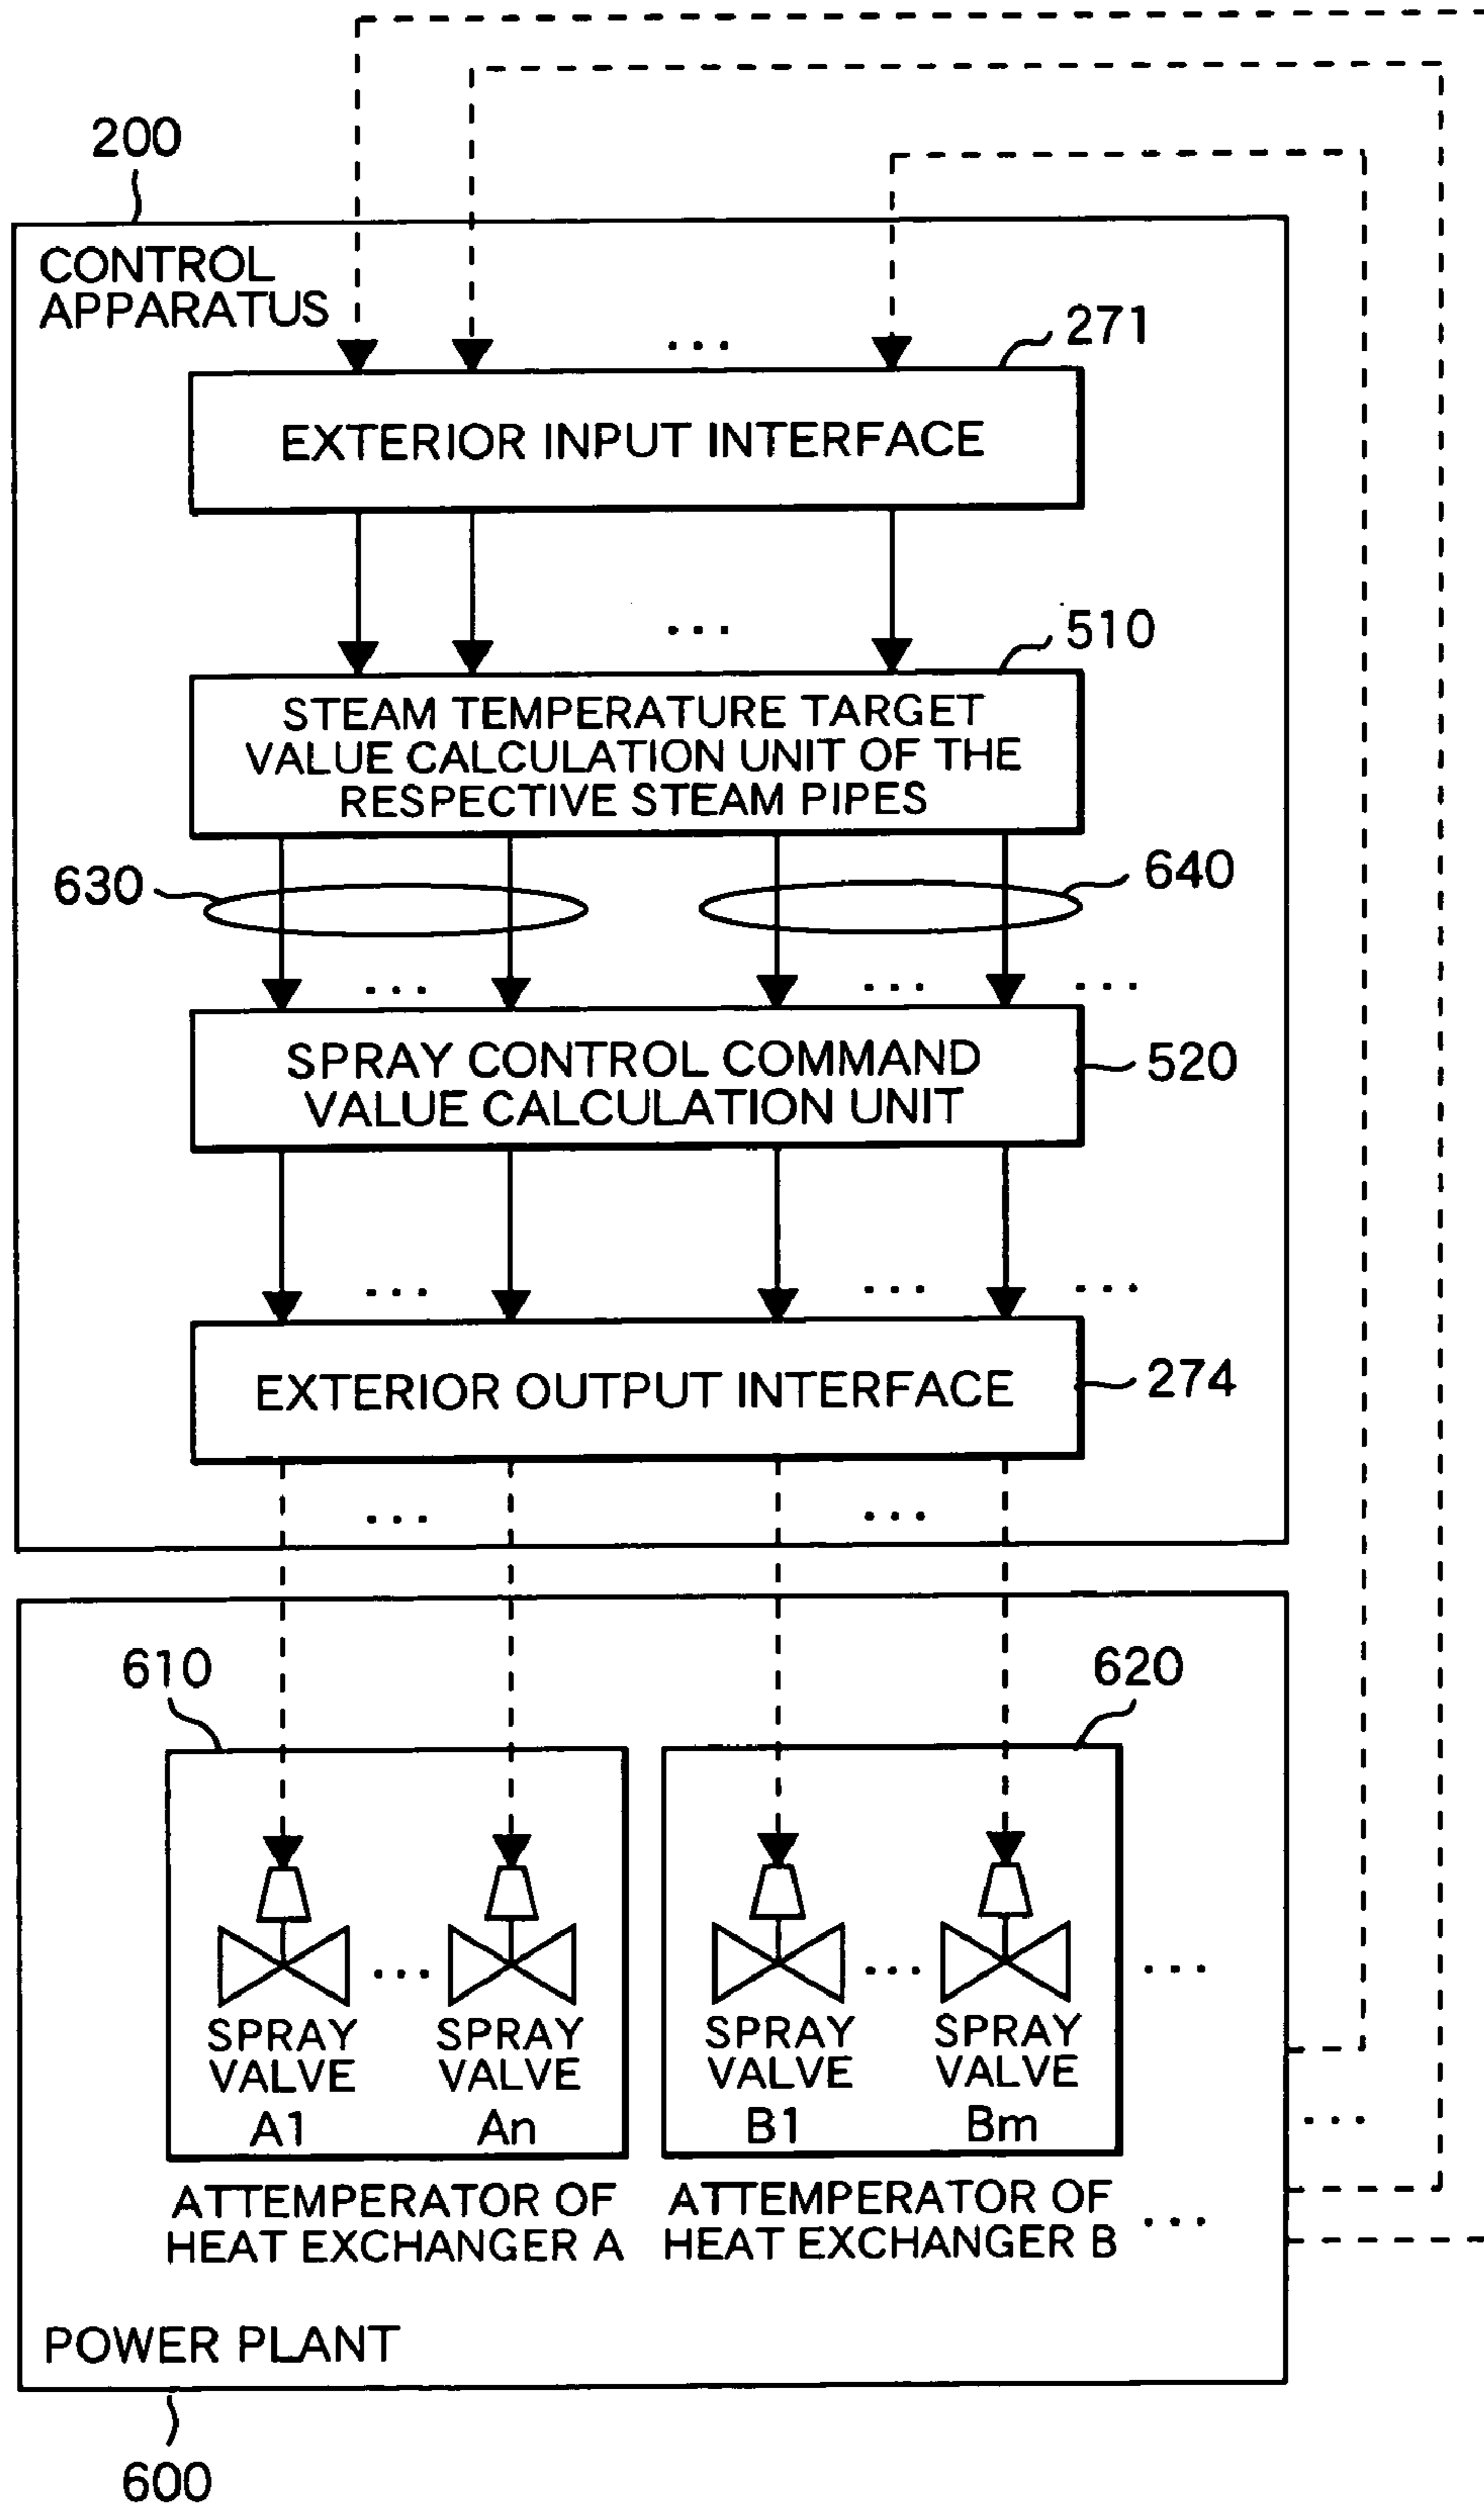 200
CONTROL
APPARATUS
...
271
EXTERIOR INPUT INTERFACE
...
510
STEAM TEMPERATURE TARGET
VALUE CALCULATION UNIT OF THE
RESPECTIVE STEAM PIPES
630
640
... ... ...
SPRAY CONTROL COMMAND
VALUE CALCULATION UNIT
520
... ... ...
EXTERIOR OUTPUT INTERFACE
274
... ...
610
620
... ... ...
SPRAY
VALVE
A1
SPRAY
VALVE
An
SPRAY
VALVE
B1
SPRAY
VALVE
Bm
...
ATTEMPERATOR OF
HEAT EXCHANGER A
ATTEMPERATOR OF
HEAT EXCHANGER B
...
POWER PLANT
600